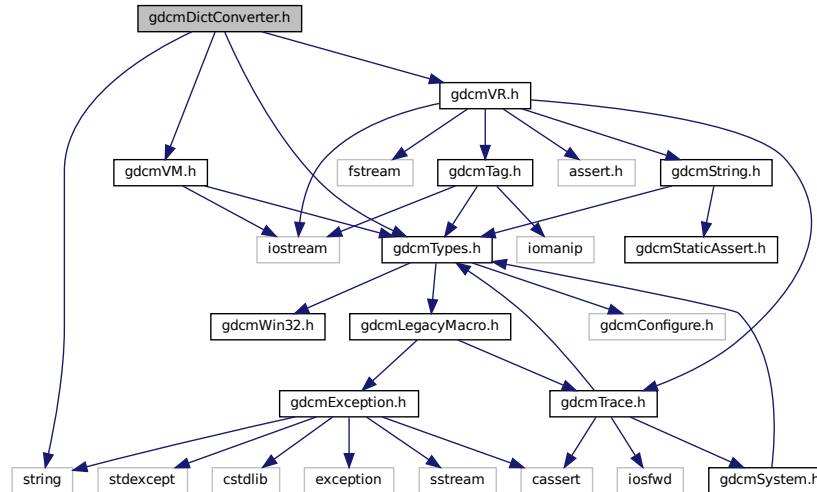 gdcmDictConverter.h
gdcmVR.h
gdcmVM.h
fstream
gdcmTag.h
assert.h
gdcmString.h
iostream
gdcmTypes.h
iomanip
gdcmStaticAssert.h
gdcmWin32.h
gdcmLegacyMacro.h
gdcmConfigure.h
gdcmException.h
gdcmTrace.h
string
stdexcept
cstdlib
exception
sstream
cassert
iosfwd
gdcmSystem.h